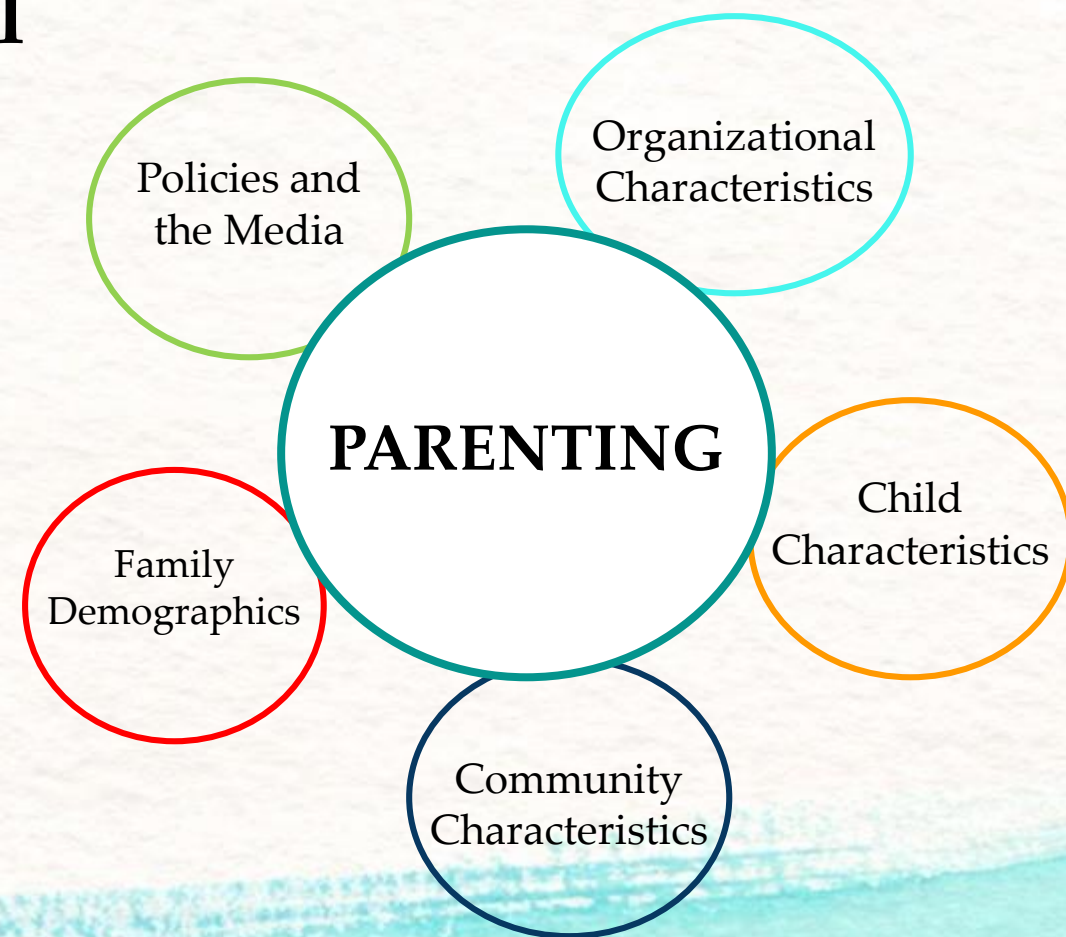 Policies and
the Media
Organizational
Characteristics
PARENTING
Child
Characteristics
Family
Demographics
Community
Characteristics